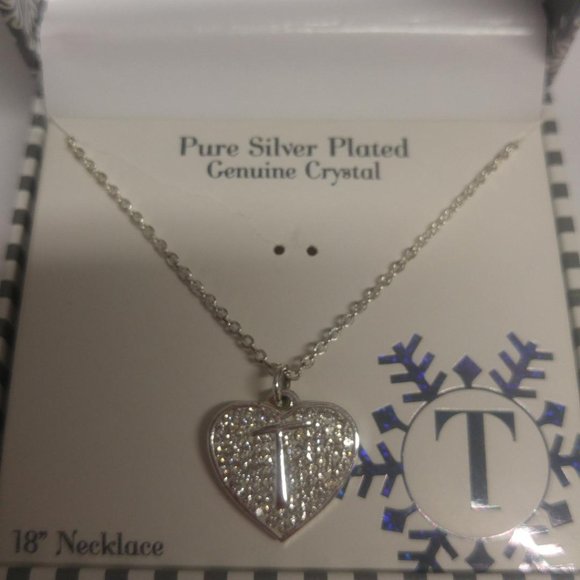 Pure Silver Plated
Genuine Crystal
T
T
18" Necklace